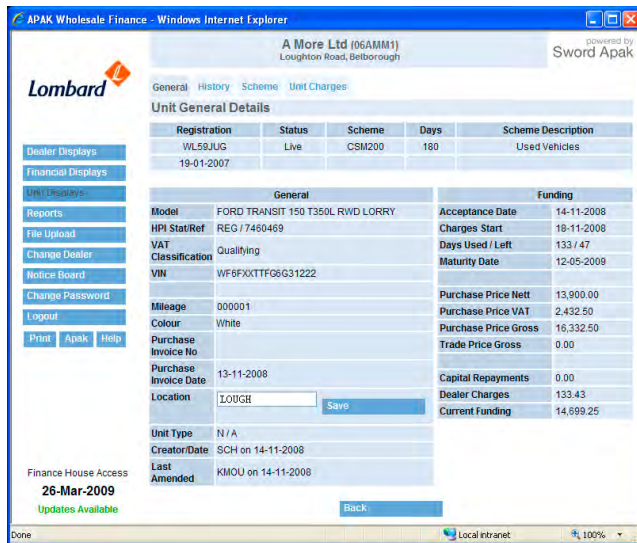 APAK Wholesale Finance - Windows Internet Explorer
A More Ltd (06AMM1)
Loughton Road, Belborough
powered by
Sword Apak
Lombard
General History Scheme Unit Charges
Unit General Details
Registration Status Scheme Days Scheme Description
WL59JUG Live CSM200 180 Used Vehicles
19-01-2007
Dealer Displays
Financial Displays
Unit Displays
Reports
File Upload
Change Dealer
Notice Board
Change Password
Logout
Print Apak Help
General
Model FORD TRANSIT 150 T350L RWD LORRY
HPI Stat/Ref REG / 7460469
VAT
Classification Qualifying
VIN WF6FXXTTFG6G31222
Mileage 000001
Colour White
Purchase
Invoice No
Purchase
Invoice Date 13-11-2008
Location LOUGH Save
Unit Type N / A
Creator/Date SCH on 14-11-2008
Last
Amended KMOU on 14-11-2008
Funding
Acceptance Date 14-11-2008
Charges Start 18-11-2008
Days Used / Left 133 / 47
Maturity Date 12-05-2009
Purchase Price Nett 13,900.00
Purchase Price VAT 2,432.50
Purchase Price Gross 16,332.50
Trade Price Gross 0.00
Capital Repayments 0.00
Dealer Charges 133.43
Current Funding 14,699.25
Back
Finance House Access
26-Mar-2009
Updates Available
Done Local intranet 100%